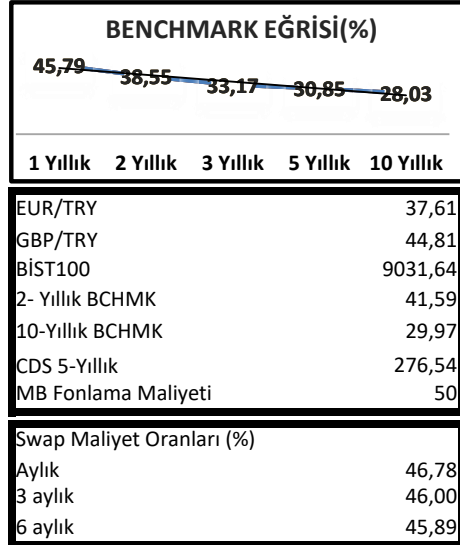 BENCHMARK EĞRİSİ(%)
45,79 38,55 33,17 30,85 28,03
1 Yıllık 2 Yıllık 3 Yıllık 5 Yıllık 10 Yıllık
EUR/TRY 37,61
GBP/TRY 44,81
BİST100 9031,64
2- Yıllık BCHMK 41,59
10-Yıllık BCHMK 29,97
CDS 5-Yıllık 276,54
MB Fonlama Maliyeti 50
Swap Maliyet Oranları (%)
Aylık 46,78
3 aylık 46,00
6 aylık 45,89